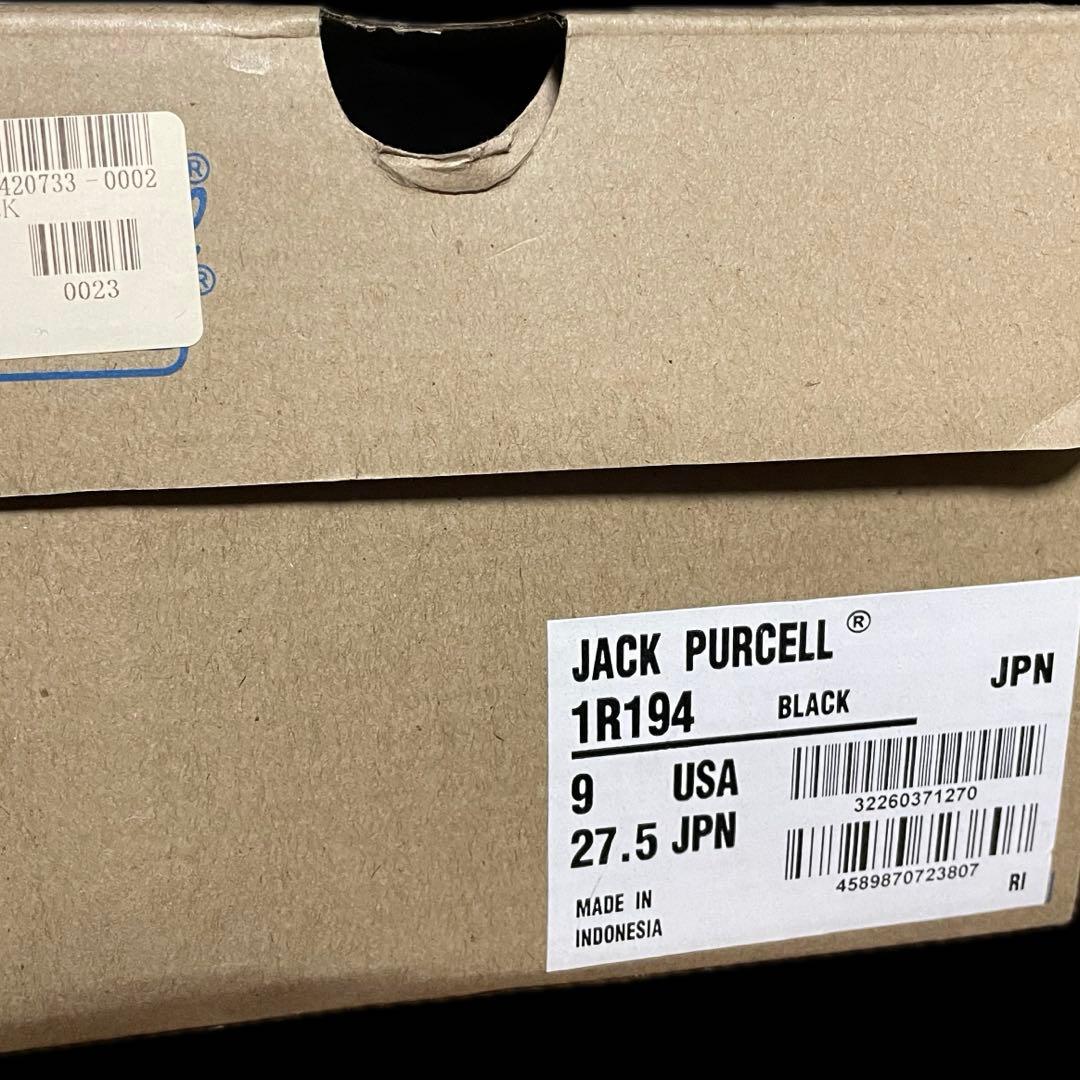 420733-0002
K
0023
®
®
JACK PURCELL ®
JPN
1R194 BLACK
9 USA
32260371270
27.5 JPN
4589870723807
MADE IN
INDONESIA
RI